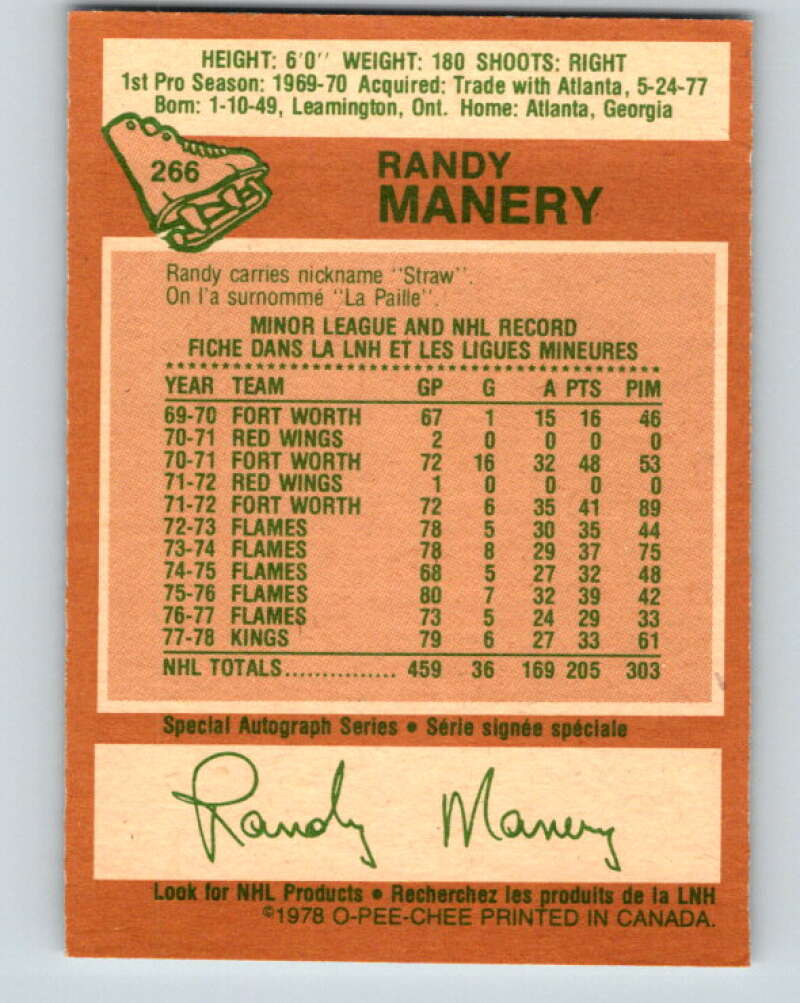 HEIGHT: 6'0'' WEIGHT: 180 SHOOTS: RIGHT
1st Pro Season: 1969-70 Acquired: Trade with Atlanta, 5-24-77
Born: 1-10-49, Leamington, Ont. Home: Atlanta, Georgia
266
RANDY
MANERY
Randy carries nickname ''Straw''.
On l'a surnommé ''La Paille''.
MINOR LEAGUE AND NHL RECORD
FICHE DANS LA LNH ET LES LIGUES MINEURES
YEAR TEAM GP G A PTS PIM
69-70 FORT WORTH 67 1 15 16 46
70-71 RED WINGS 2 0 0 0 0
70-71 FORT WORTH 72 16 32 48 53
71-72 RED WINGS 1 0 0 0 0
71-72 FORT WORTH 72 6 35 41 89
72-73 FLAMES 78 5 30 35 44
73-74 FLAMES 78 8 29 37 75
74-75 FLAMES 68 5 27 32 48
75-76 FLAMES 80 7 32 39 42
76-77 FLAMES 73 5 24 29 33
77-78 KINGS 79 6 27 33 61
NHL TOTALS............... 459 36 169 205 303
Special Autograph Series • Série signée spéciale
Randy Manery
Look for NHL Products • Recherchez les produits de la LNH
©1978 O-PEE-CHEE PRINTED IN CANADA.